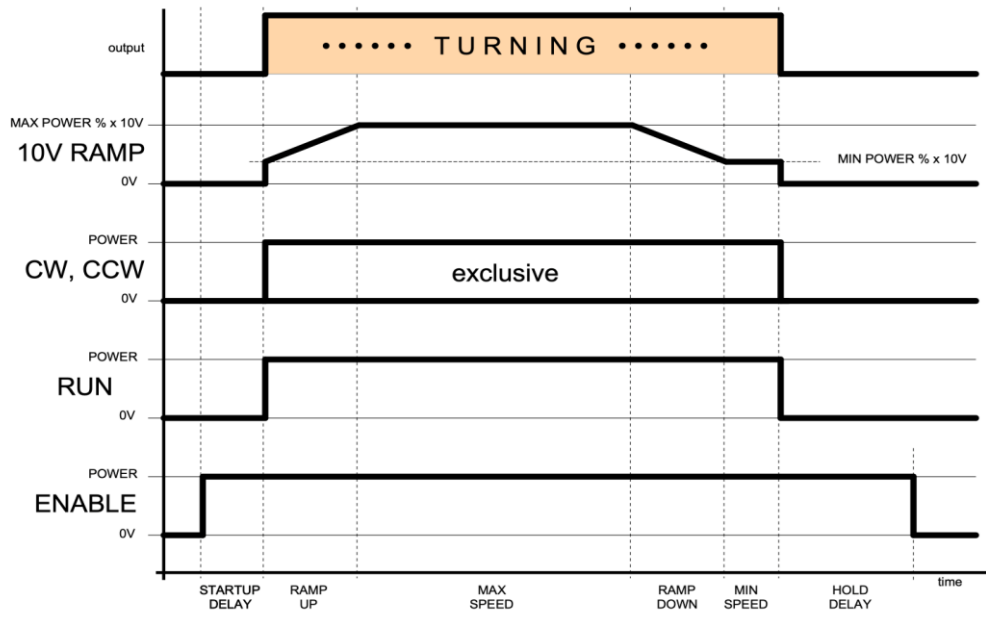 output
•••••• TURNING ••••••
MAX POWER % x 10V
10V RAMP
MIN POWER % x 10V
0V
POWER
CW, CCW
exclusive
0V
POWER
RUN
0V
POWER
ENABLE
0V
time
STARTUP DELAY
RAMP UP
MAX SPEED
RAMP DOWN
MIN SPEED
HOLD DELAY